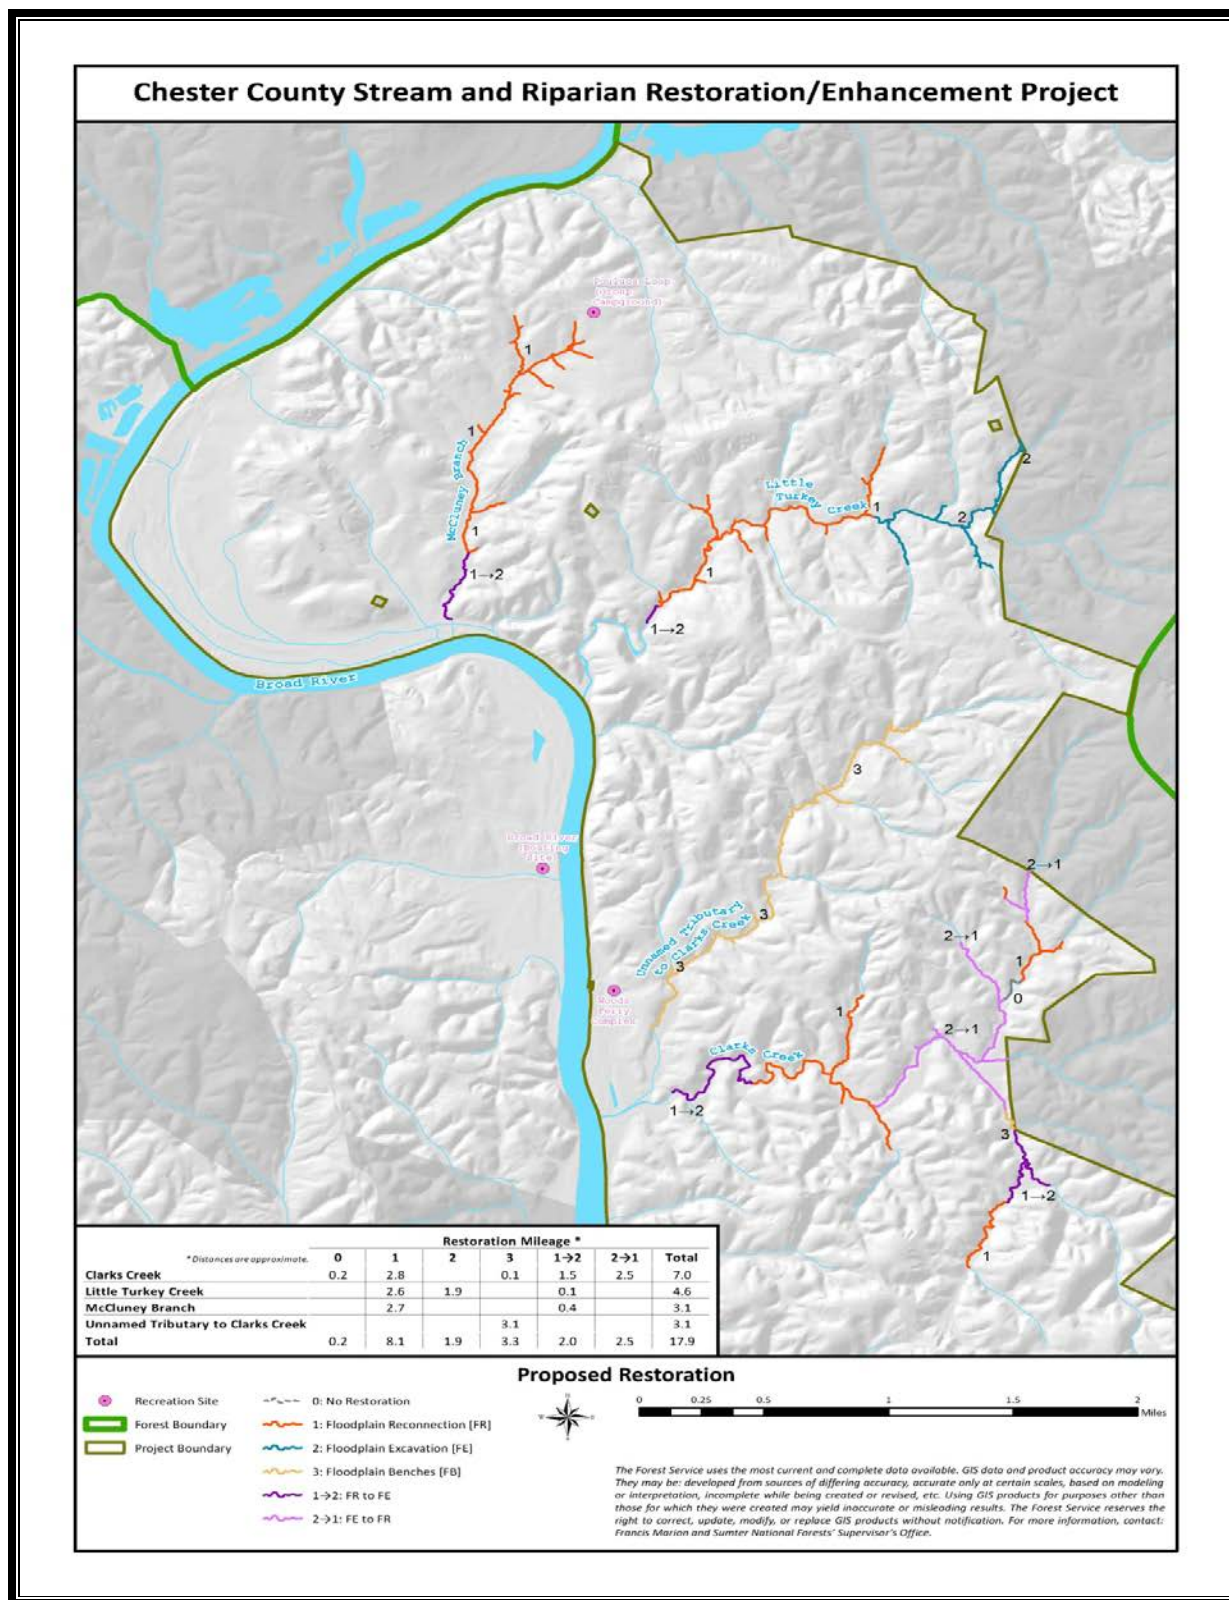 Chester County Stream and Riparian Restoration/Enhancement Project
Loop
Campground)
1
1
McCluney Branch
1
1→2
Little
Turkey Creek
1
2
2
1
1→2
Broad River
3
Broad River
(Boating
Site)
2→1
Unnamed Tributary
to Clarks Creek
3
3
2→1
1
0
Woods
Ferry
Complex
1
2→1
Clarks Creek
1→2
3
1→2
1
Restoration Mileage *
*Distances are approximate. 0 1 2 3 1→2 2→1 Total
Clarks Creek 0.2 2.8 0.1 1.5 2.5 7.0
Little Turkey Creek 2.6 1.9 0.1 4.6
McCluney Branch 2.7 0.4 3.1
Unnamed Tributary to Clarks Creek 3.1 3.1
Total 0.2 8.1 1.9 3.3 2.0 2.5 17.9
Proposed Restoration
Recreation Site
Forest Boundary
Project Boundary
0: No Restoration
1: Floodplain Reconnection [FR]
2: Floodplain Excavation [FE]
3: Floodplain Benches [FB]
1→2: FR to FE
2→1: FE to FR
N
W E
S
0 0.25 0.5 1 1.5 2
Miles
The Forest Service uses the most current and complete data available. GIS data and product accuracy may vary.
They may be: developed from sources of differing accuracy, accurate only at certain scales, based on modeling
or interpretation, incomplete while being created or revised, etc. Using GIS products for purposes other than
those for which they were created may yield inaccurate or misleading results. The Forest Service reserves the
right to correct, update, modify, or replace GIS products without notification. For more information, contact:
Francis Marion and Sumter National Forests' Supervisor's Office.